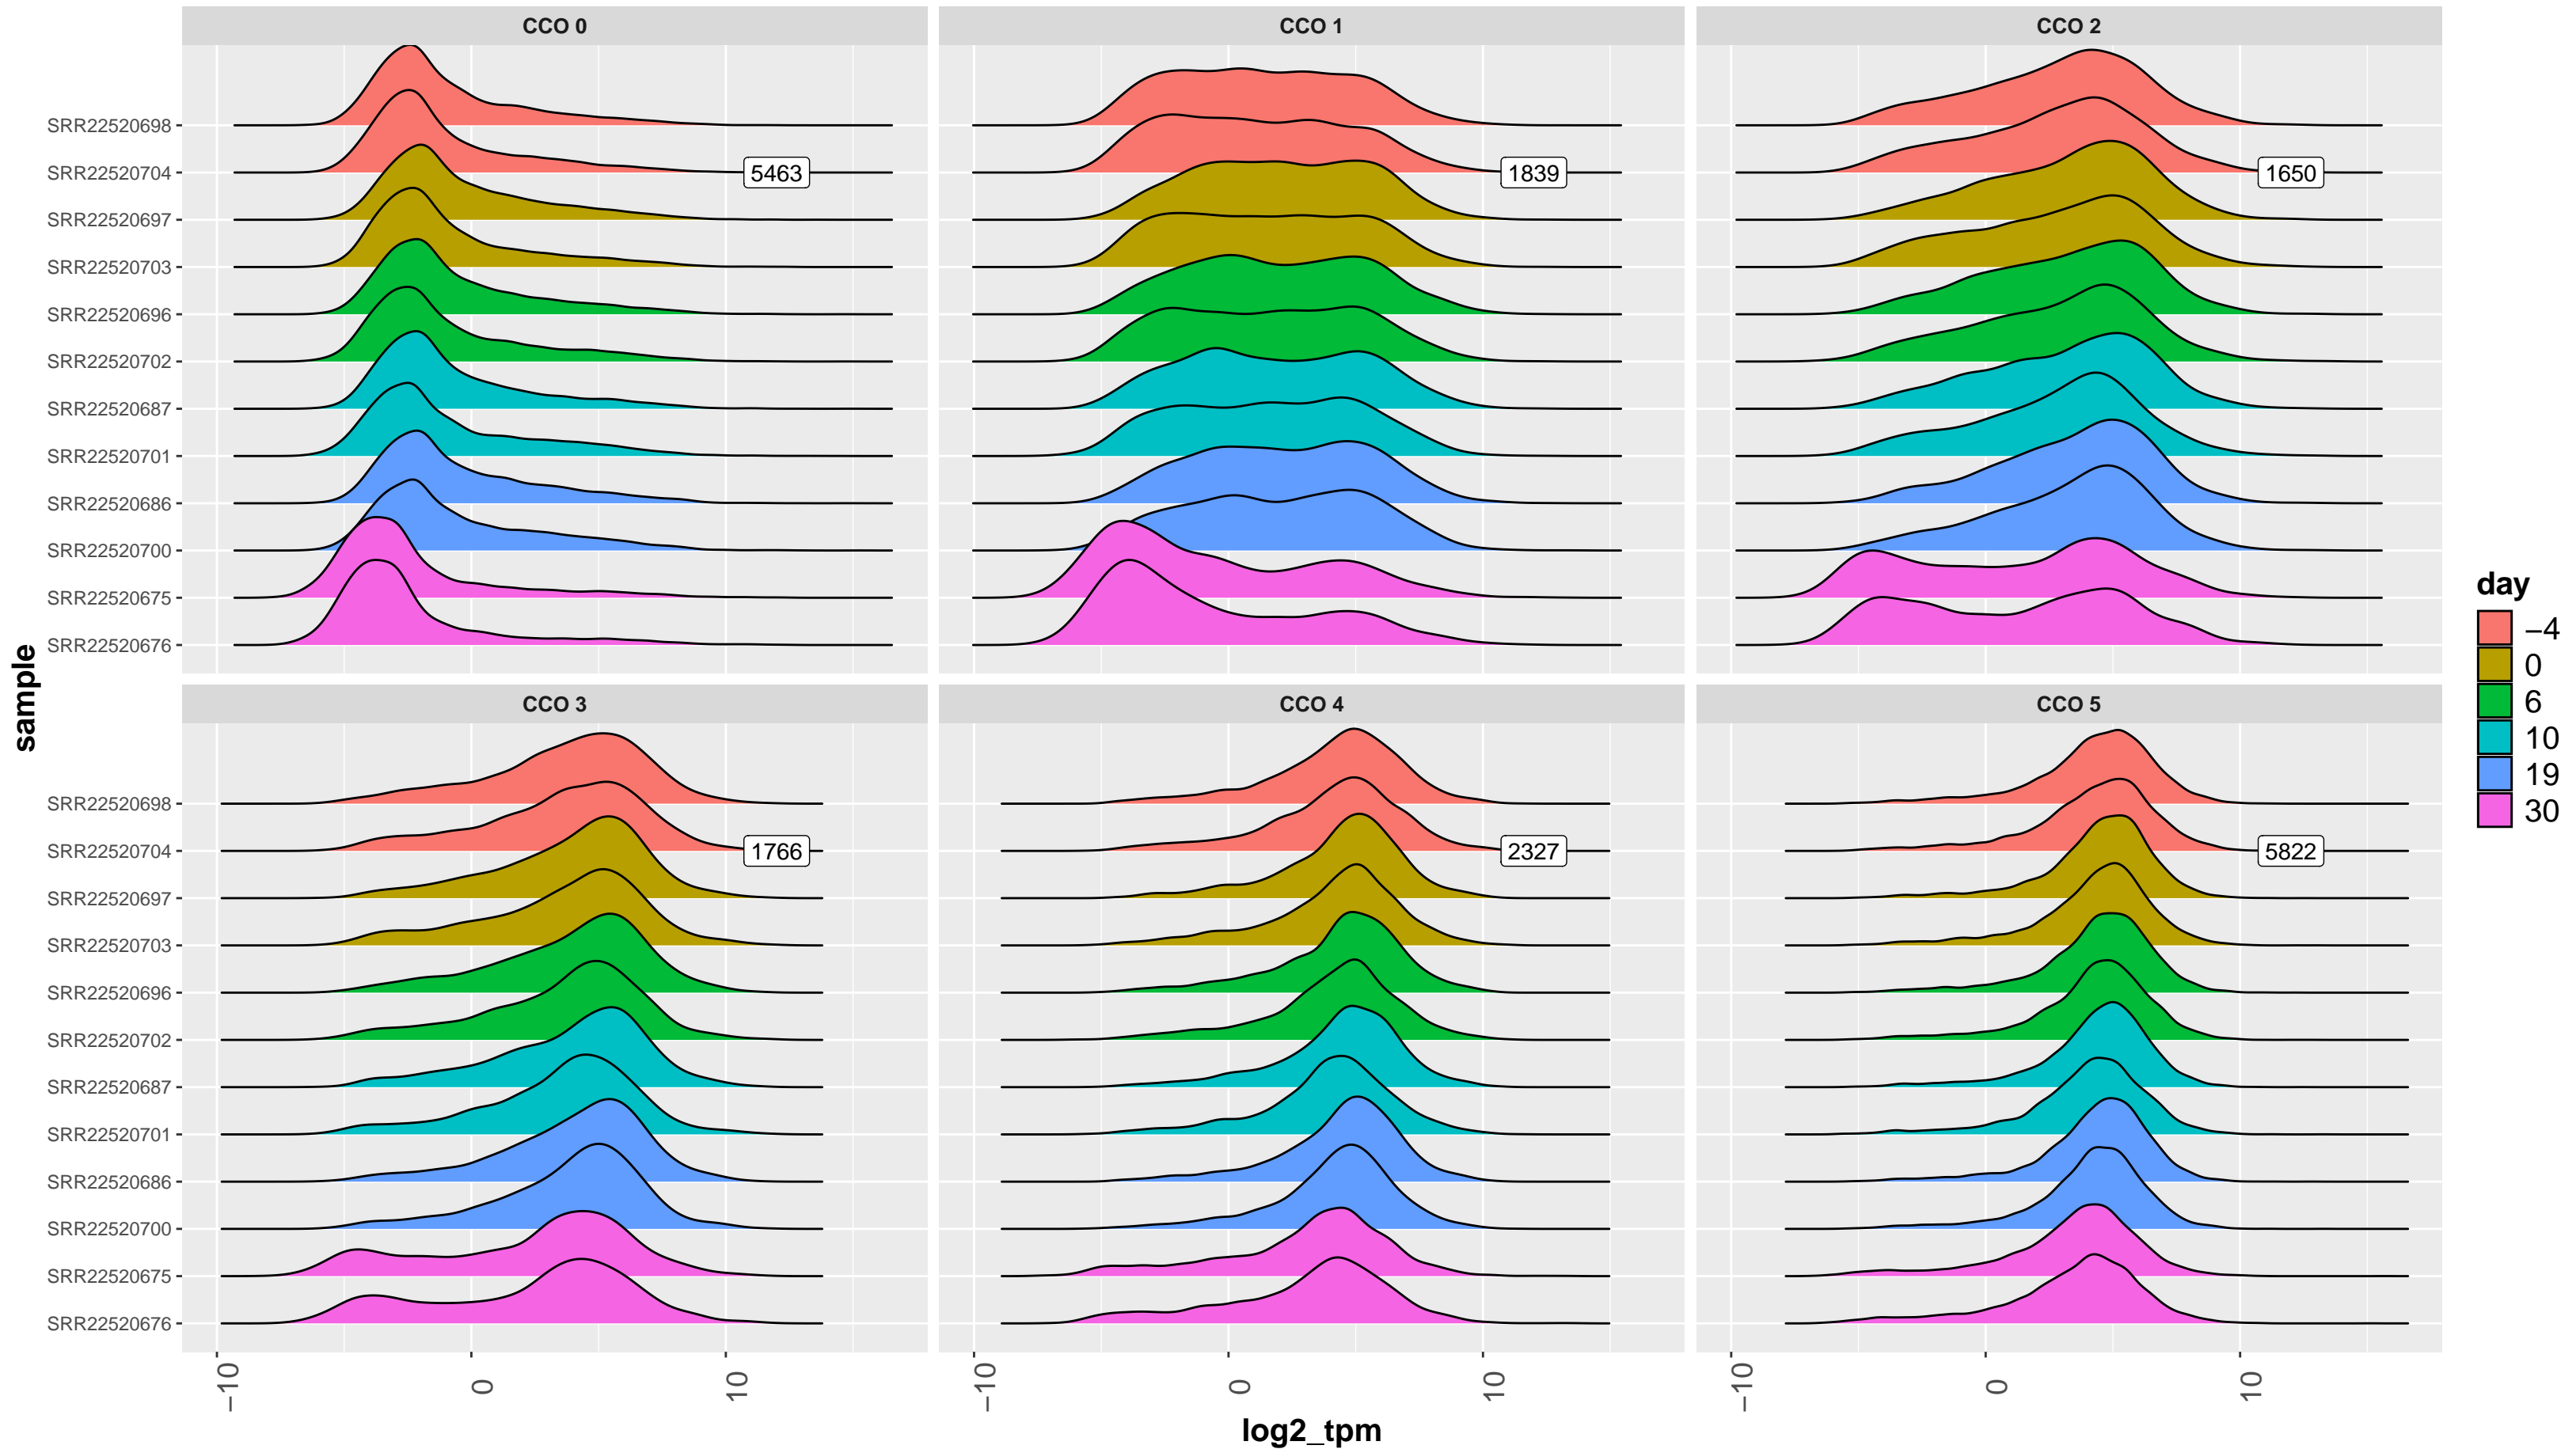 CCO 0
CCO 1
CCO 2
SRR22520698
SRR22520704
5463
1839
1650
SRR22520697
SRR22520703
SRR22520696
SRR22520702
SRR22520687
SRR22520701
SRR22520686
SRR22520700
SRR22520675
SRR22520676
sample
CCO 3
CCO 4
CCO 5
SRR22520698
SRR22520704
1766
2327
5822
SRR22520697
SRR22520703
SRR22520696
SRR22520702
SRR22520687
SRR22520701
SRR22520686
SRR22520700
SRR22520675
SRR22520676
−10
0
10
−10
0
10
−10
0
10
log2_tpm
day
−4
0
6
10
19
30